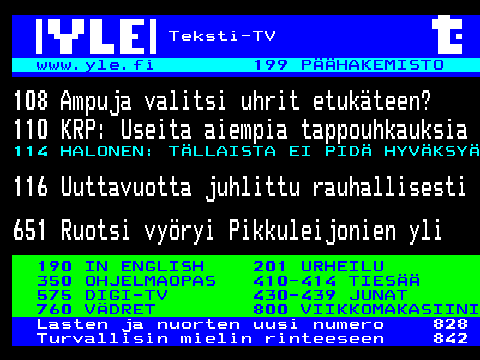 YLE Teksti-TV t:
www.yle.fi 199 PÄÄHAKEMISTO
108 Ampuja valitsi uhrit etukäteen?
110 KRP: Useita aiempia tappouhkauksia
114 HALONEN: TÄLLAISTA EI PIDÄ HYVÄKSYÄ
116 Uuttavuotta juhlittu rauhallisesti
651 Ruotsi vyöryi Pikkuleijonien yli
190 IN ENGLISH 201 URHEILU
350 OHJELMAOPAS 410-414 TIESÄÄ
575 DIGI-TV 430-439 JUNAT
760 VÄDRET 800 VIIKKOMAKASIINI
Lasten ja nuorten uusi numero 828
Turvallisin mielin rinteeseen 842